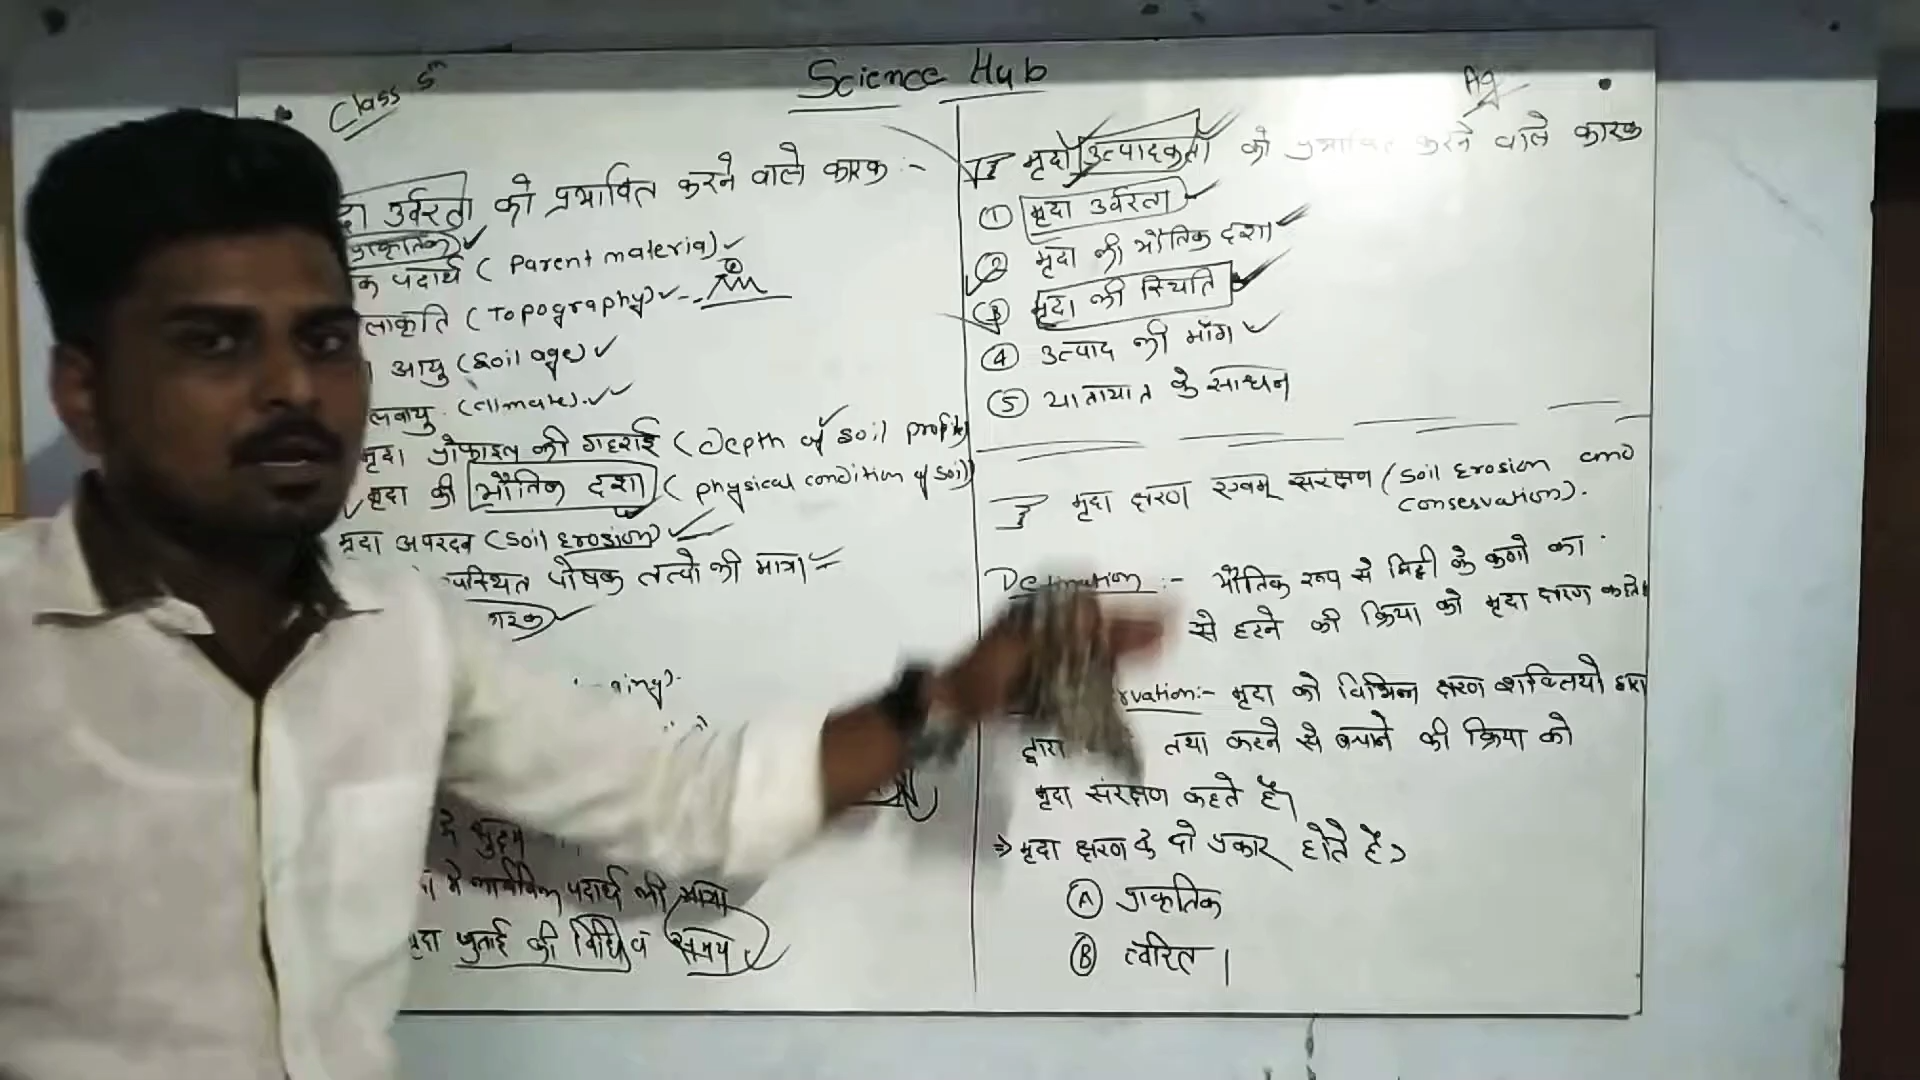 Science Hub
Class 5th
Ag
उर्वरता को प्रभावित करने वाले कारक :-
प्राकृतिक
पदार्थ ( Parent material)
(Topography)
आयु (Soil age)
(climate).
मृदा प्रोफाइल की गहराई (Depth of soil profile
मृदा की भौतिक दशा ( physical condition of soil)
मृदा अपरदन (Soil Erosion)
पोषक तत्वो की मात्रा
मे कार्बनिक पदार्थ की मात्रा
जुताई की विधि व समय
मृदा उत्पादकता को प्रभावित करने वाले कारक
① मृदा उर्वरता
② मृदा की भौतिक दशा
③ मृदा की स्थिति
④ उत्पाद की माँग
⑤ यातायात के साधन
मृदा क्षरण एवम् संरक्षण (Soil Erosion and
conservation).
Definition :- भौतिक रूप से मिट्टी के कणो का
से हटने की क्रिया को मृदा क्षरण कहते।
rvation:- मृदा को विभिन्न क्षरण शक्तियो द्वारा
द्वारा तथा करने से बचाने की क्रिया को
मृदा संरक्षण कहते हैं।
⇒ मृदा क्षरण के दो प्रकार होते हैं>
Ⓐ प्राकृतिक
Ⓑ त्वरित।